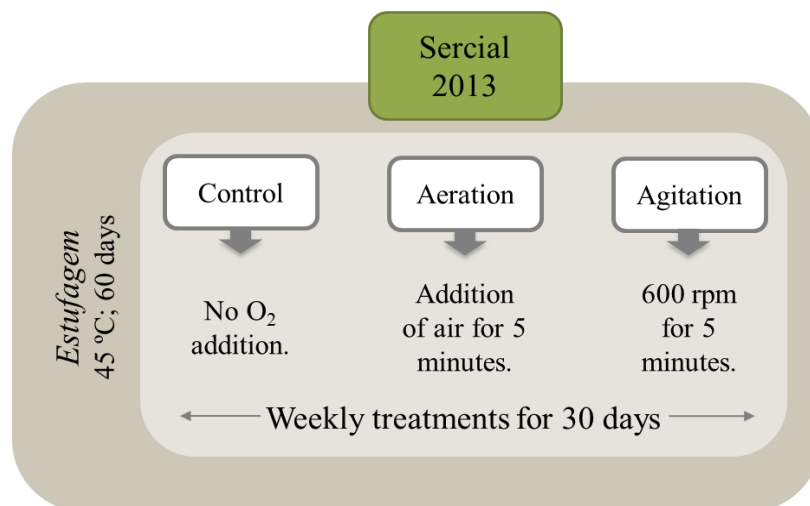 Sercial
2013
Estufagem
45 ºC; 60 days
Control
No O₂
addition.
Aeration
Addition
of air for 5
minutes.
Agitation
600 rpm
for 5
minutes.
Weekly treatments for 30 days